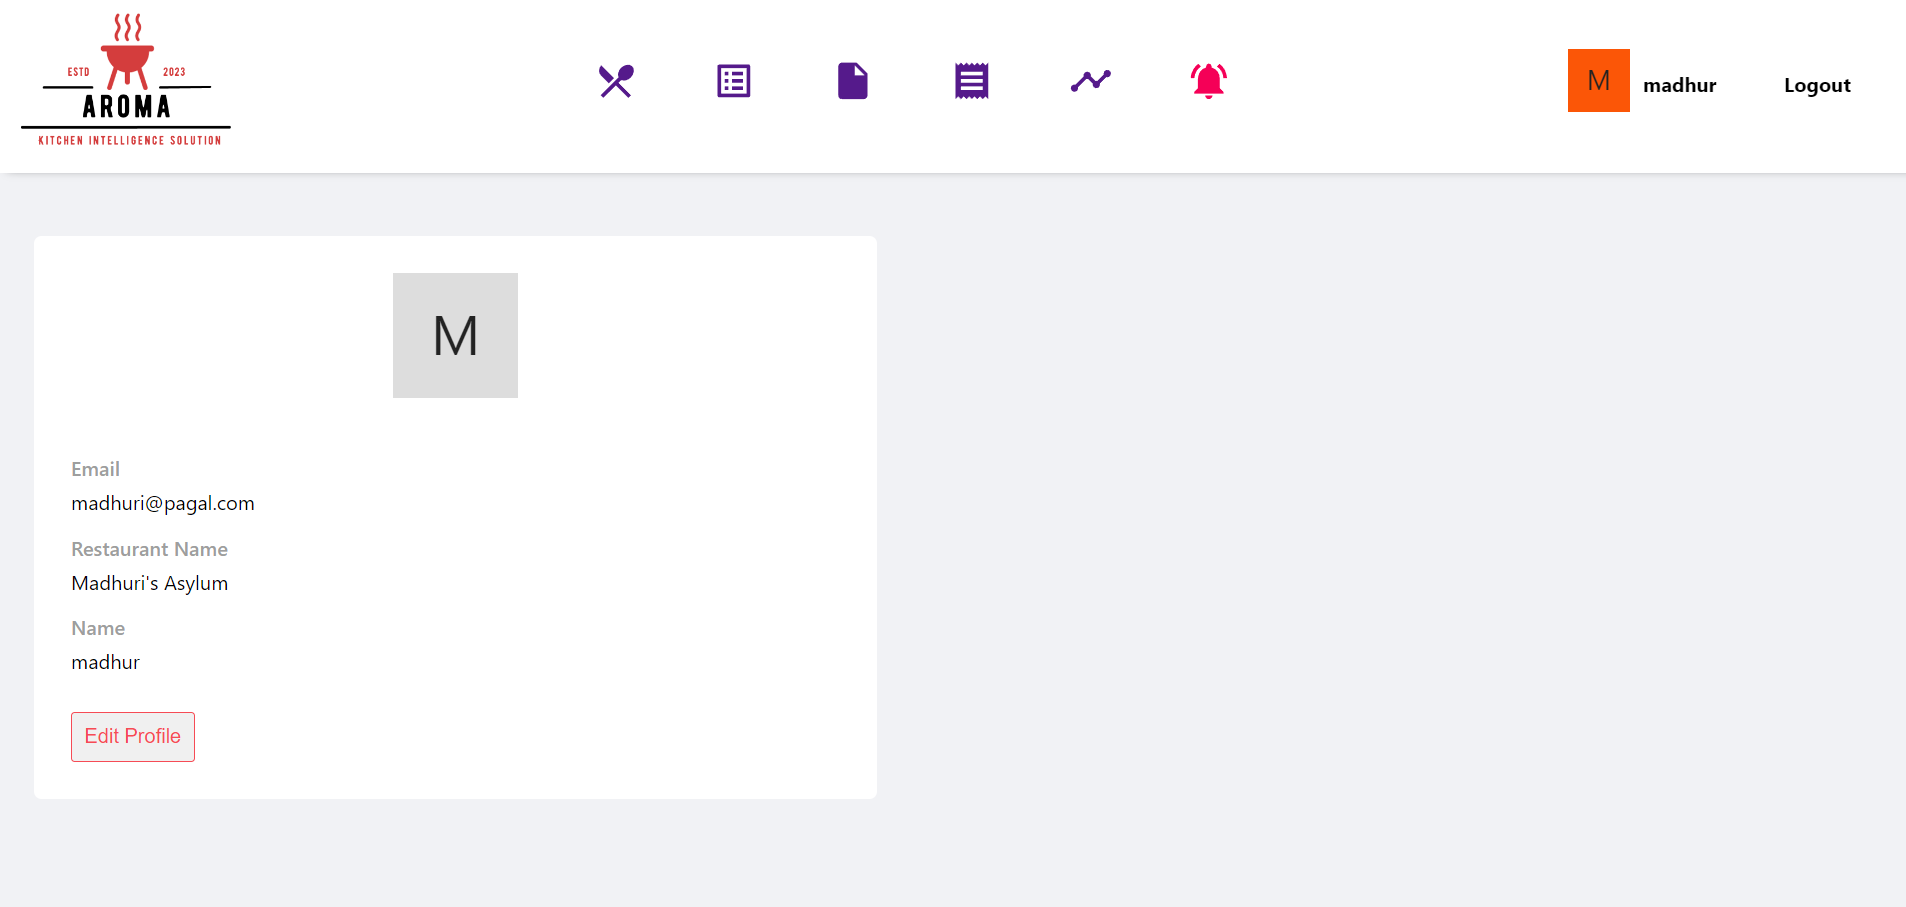 ESTD 2023
AROMA
KITCHEN INTELLIGENCE SOLUTION
M madhur Logout
M
Email
madhuri@pagal.com
Restaurant Name
Madhuri's Asylum
Name
madhur
Edit Profile